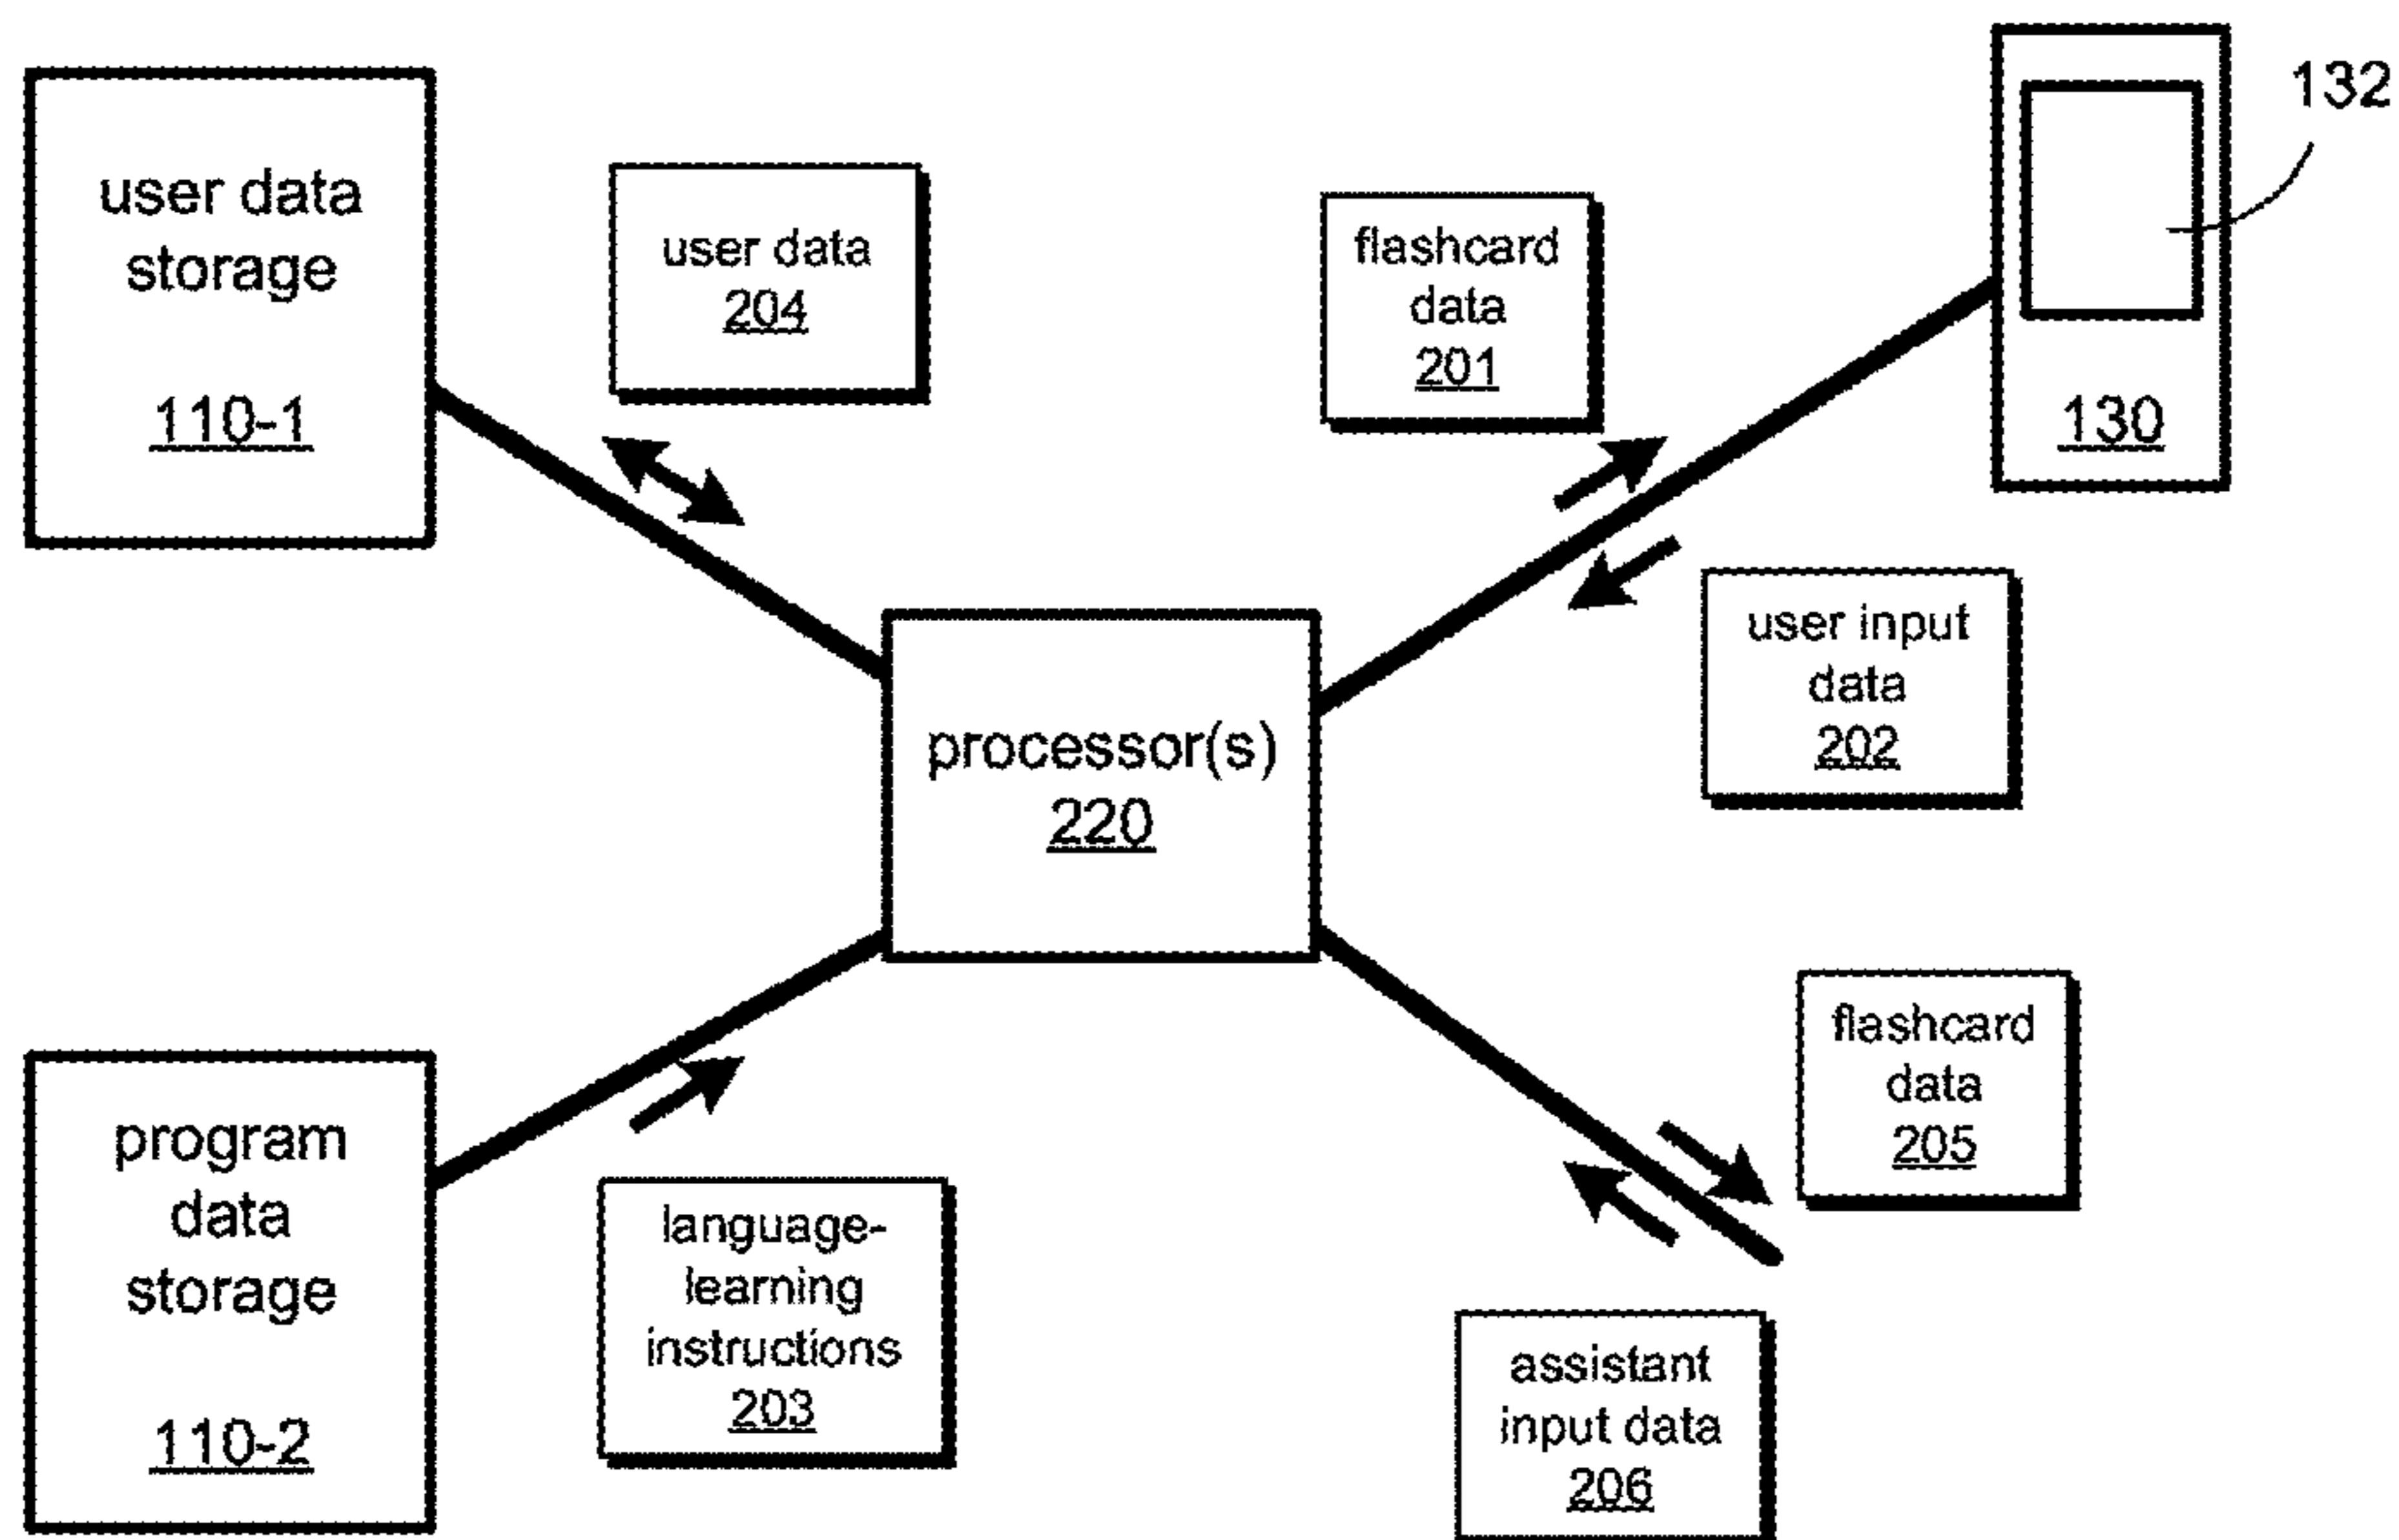 user data
storage
110-1
user data
204
flashcard
data
201
132
130
user input
data
202
processor(s)
220
program
data
storage
110-2
language-
learning
instructions
203
flashcard
data
205
assistant
input data
206